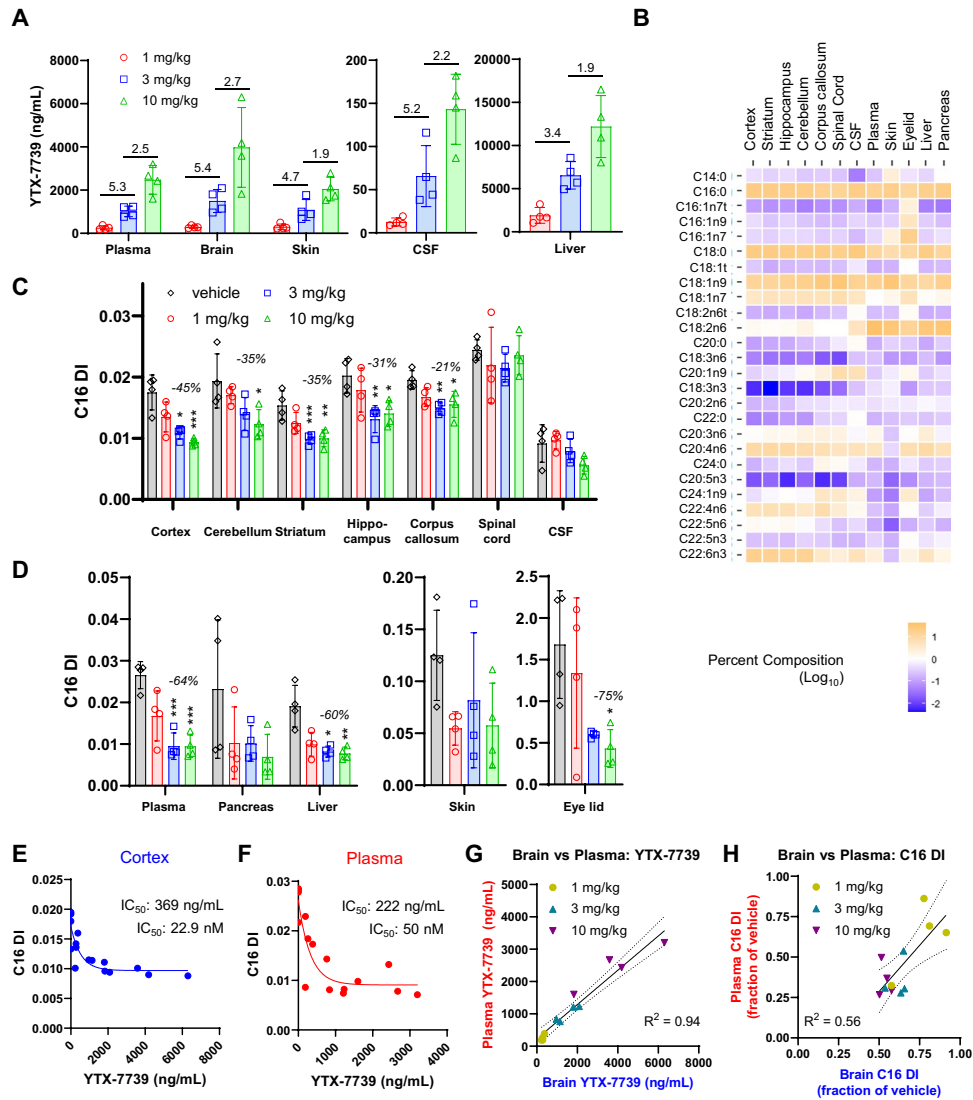 A
1 mg/kg
3 mg/kg
10 mg/kg
YTX-7739 (ng/mL)
8000
6000
4000
2000
0
5.3
2.5
5.4
2.7
4.7
1.9
Plasma
Brain
Skin
200
150
100
50
0
5.2
2.2
CSF
20000
15000
10000
5000
0
3.4
1.9
Liver
B
Cortex
Striatum
Hippocampus
Cerebellum
Corpus callosum
Spinal Cord
CSF
Plasma
Skin
Eyelid
Liver
Pancreas
C14:0
C16:0
C16:1n7t
C16:1n9
C16:1n7
C18:0
C18:1t
C18:1n9
C18:1n7
C18:2n6t
C18:2n6
C20:0
C18:3n6
C20:1n9
C18:3n3
C20:2n6
C22:0
C20:3n6
C20:4n6
C24:0
C20:5n3
C24:1n9
C22:4n6
C22:5n6
C22:5n3
C22:6n3
Percent Composition
(Log10)
1
0
-1
-2
C
vehicle
1 mg/kg
3 mg/kg
10 mg/kg
C16 DI
0.03
0.02
0.01
0.00
-45%
* ***
-35%
*
-35%
*** **
-31%
** *
-21%
** *
Cortex
Cerebellum
Striatum
Hippo-
campus
Corpus
callosum
Spinal
cord
CSF
D
C16 DI
0.05
0.04
0.03
0.02
0.01
0.00
-64%
*** ***
-60%
* **
Plasma
Pancreas
Liver
0.20
0.15
0.10
0.05
0.00
Skin
3.0
2.5
2.0
1.5
1.0
0.5
0.0
-75%
*
Eye lid
E
Cortex
C16 DI
0.025
0.020
0.015
0.010
0.005
0.000
IC50: 369 ng/mL
IC50: 22.9 nM
0
2000
4000
6000
8000
YTX-7739 (ng/mL)
F
Plasma
C16 DI
0.03
0.02
0.01
0.00
IC50: 222 ng/mL
IC50: 50 nM
0
1000
2000
3000
4000
YTX-7739 (ng/mL)
G
Brain vs Plasma: YTX-7739
1 mg/kg
3 mg/kg
10 mg/kg
Plasma YTX-7739 (ng/mL)
5000
4000
3000
2000
1000
0
R2 = 0.94
0
2000
4000
6000
8000
Brain YTX-7739 (ng/mL)
H
Brain vs Plasma: C16 DI
1 mg/kg
3 mg/kg
10 mg/kg
Plasma C16 DI
(fraction of vehicle)
1.00
0.75
0.50
0.25
0.00
R2 = 0.56
0.00
0.25
0.50
0.75
1.00
Brain C16 DI
(fraction of vehicle)